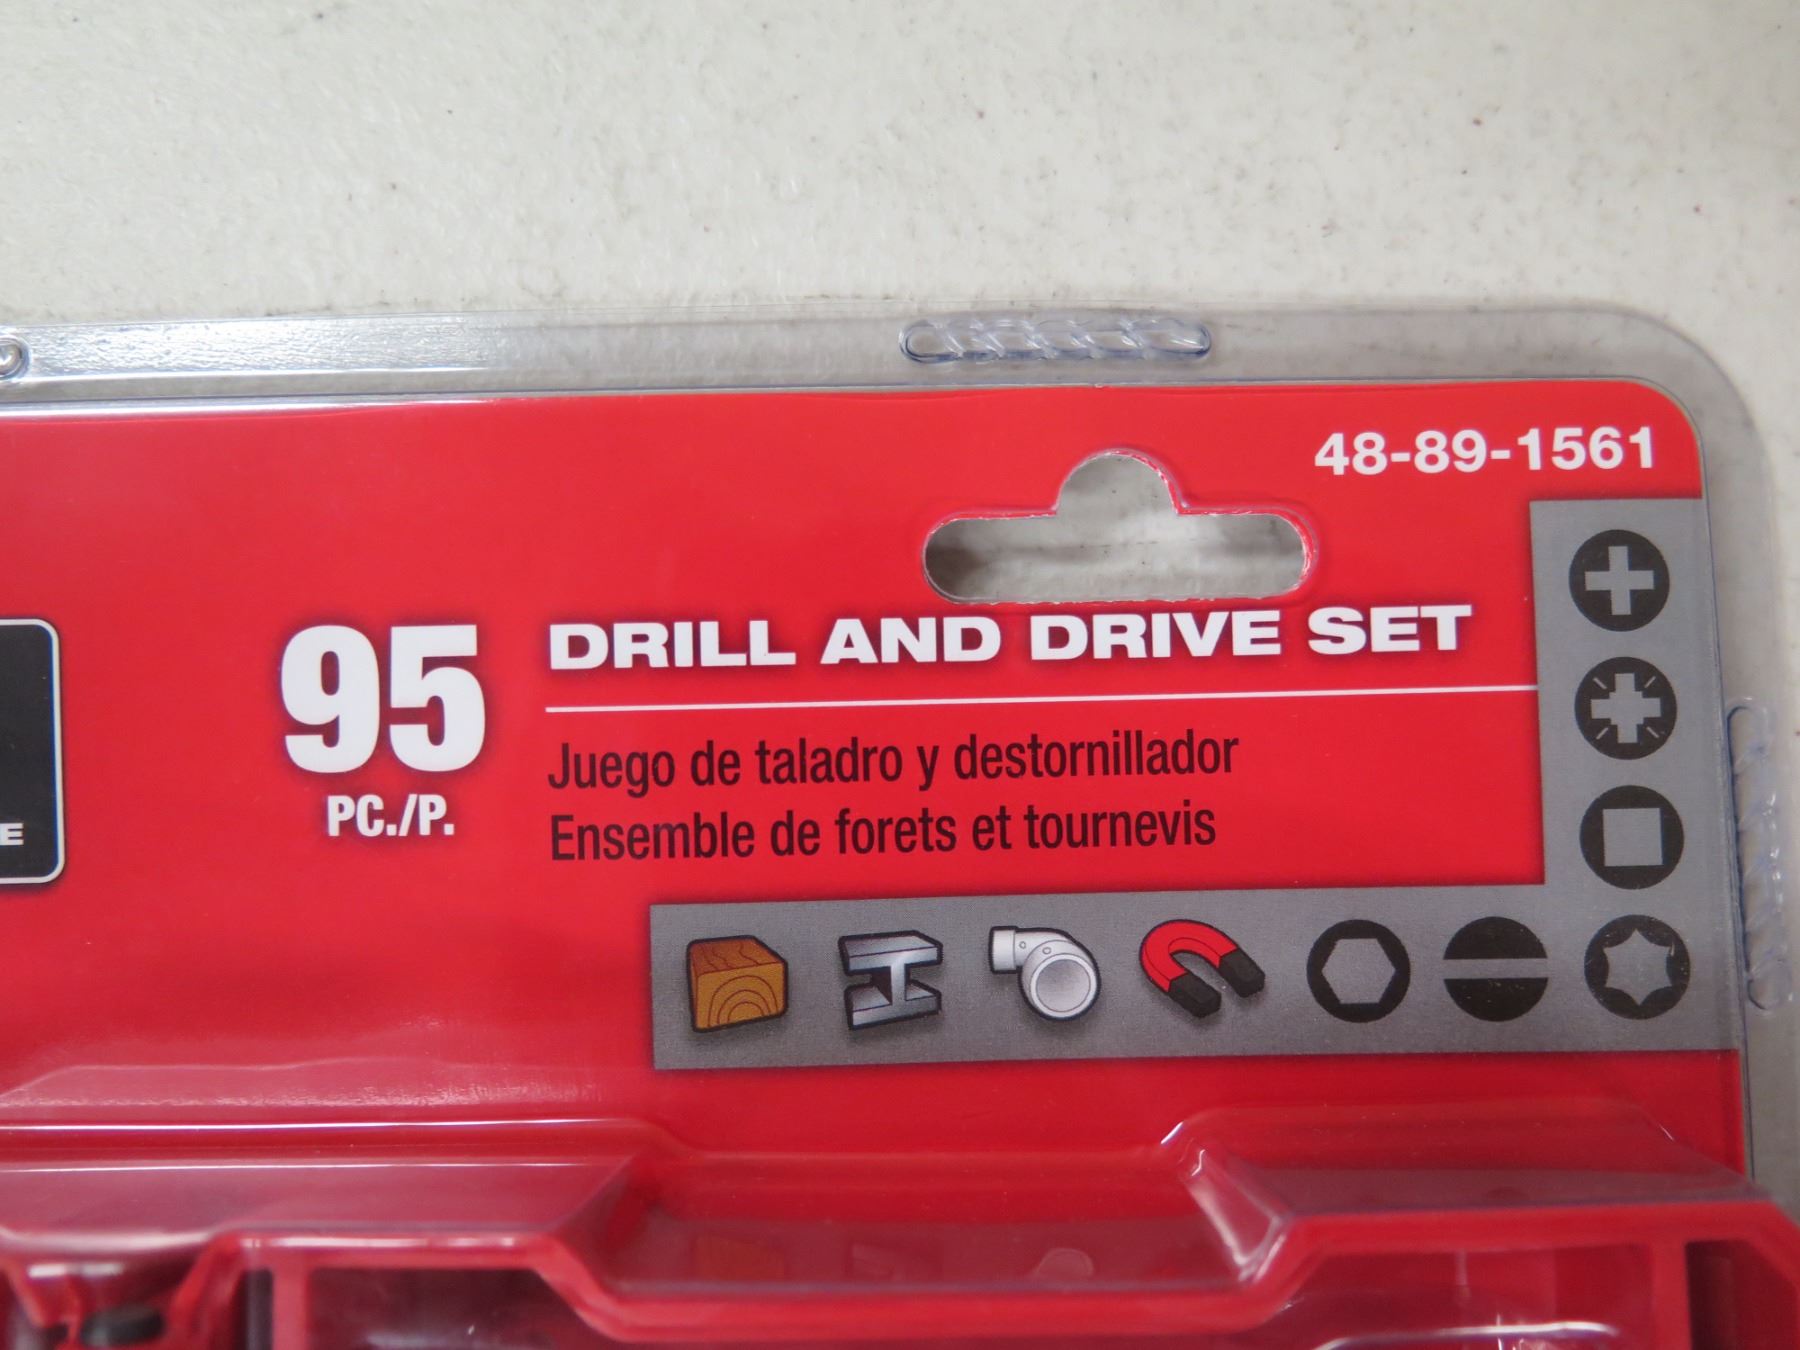 48-89-1561
95
PC./P.
DRILL AND DRIVE SET
Juego de taladro y destornillador
Ensemble de forets et tournevis
E